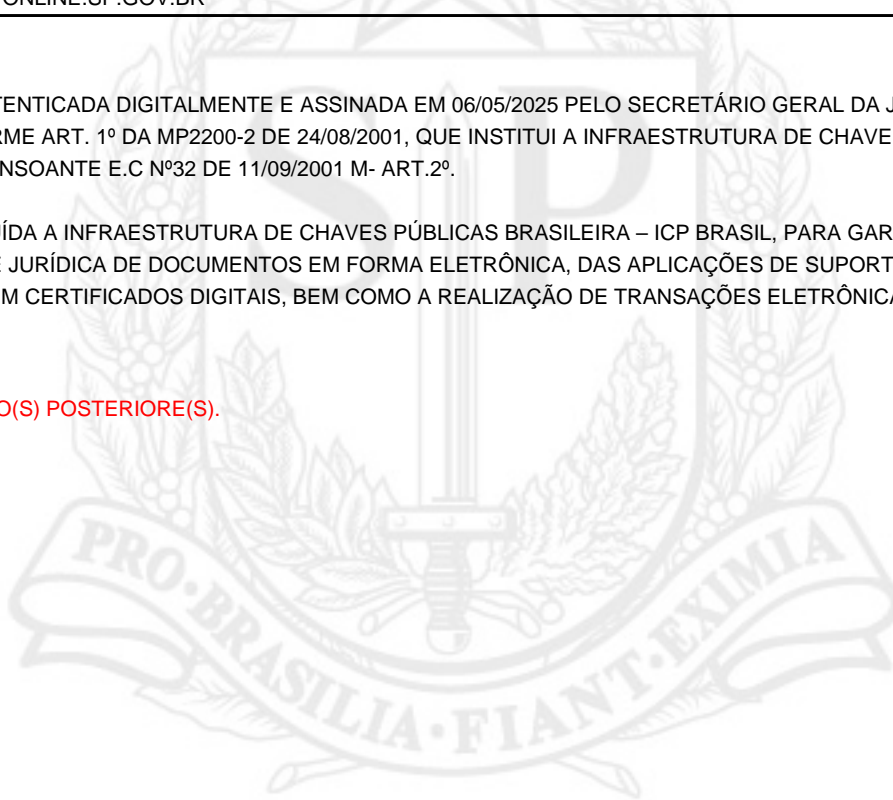 ONLINE.SP.GOV.BR
TENTICADA DIGITALMENTE E ASSINADA EM 06/05/2025 PELO SECRETÁRIO GERAL DA J
RME ART. 1º DA MP2200-2 DE 24/08/2001, QUE INSTITUI A INFRAESTRUTURA DE CHAVE
NSOANTE E.C Nº32 DE 11/09/2001 M- ART.2º.
UÍDA A INFRAESTRUTURA DE CHAVES PÚBLICAS BRASILEIRA – ICP BRASIL, PARA GAR
E JURÍDICA DE DOCUMENTOS EM FORMA ELETRÔNICA, DAS APLICAÇÕES DE SUPORT
M CERTIFICADOS DIGITAIS, BEM COMO A REALIZAÇÃO DE TRANSAÇÕES ELETRÔNICA
O(S) POSTERIORE(S).
SP
PRO·BRASILIA·FIANT·EXIMIA